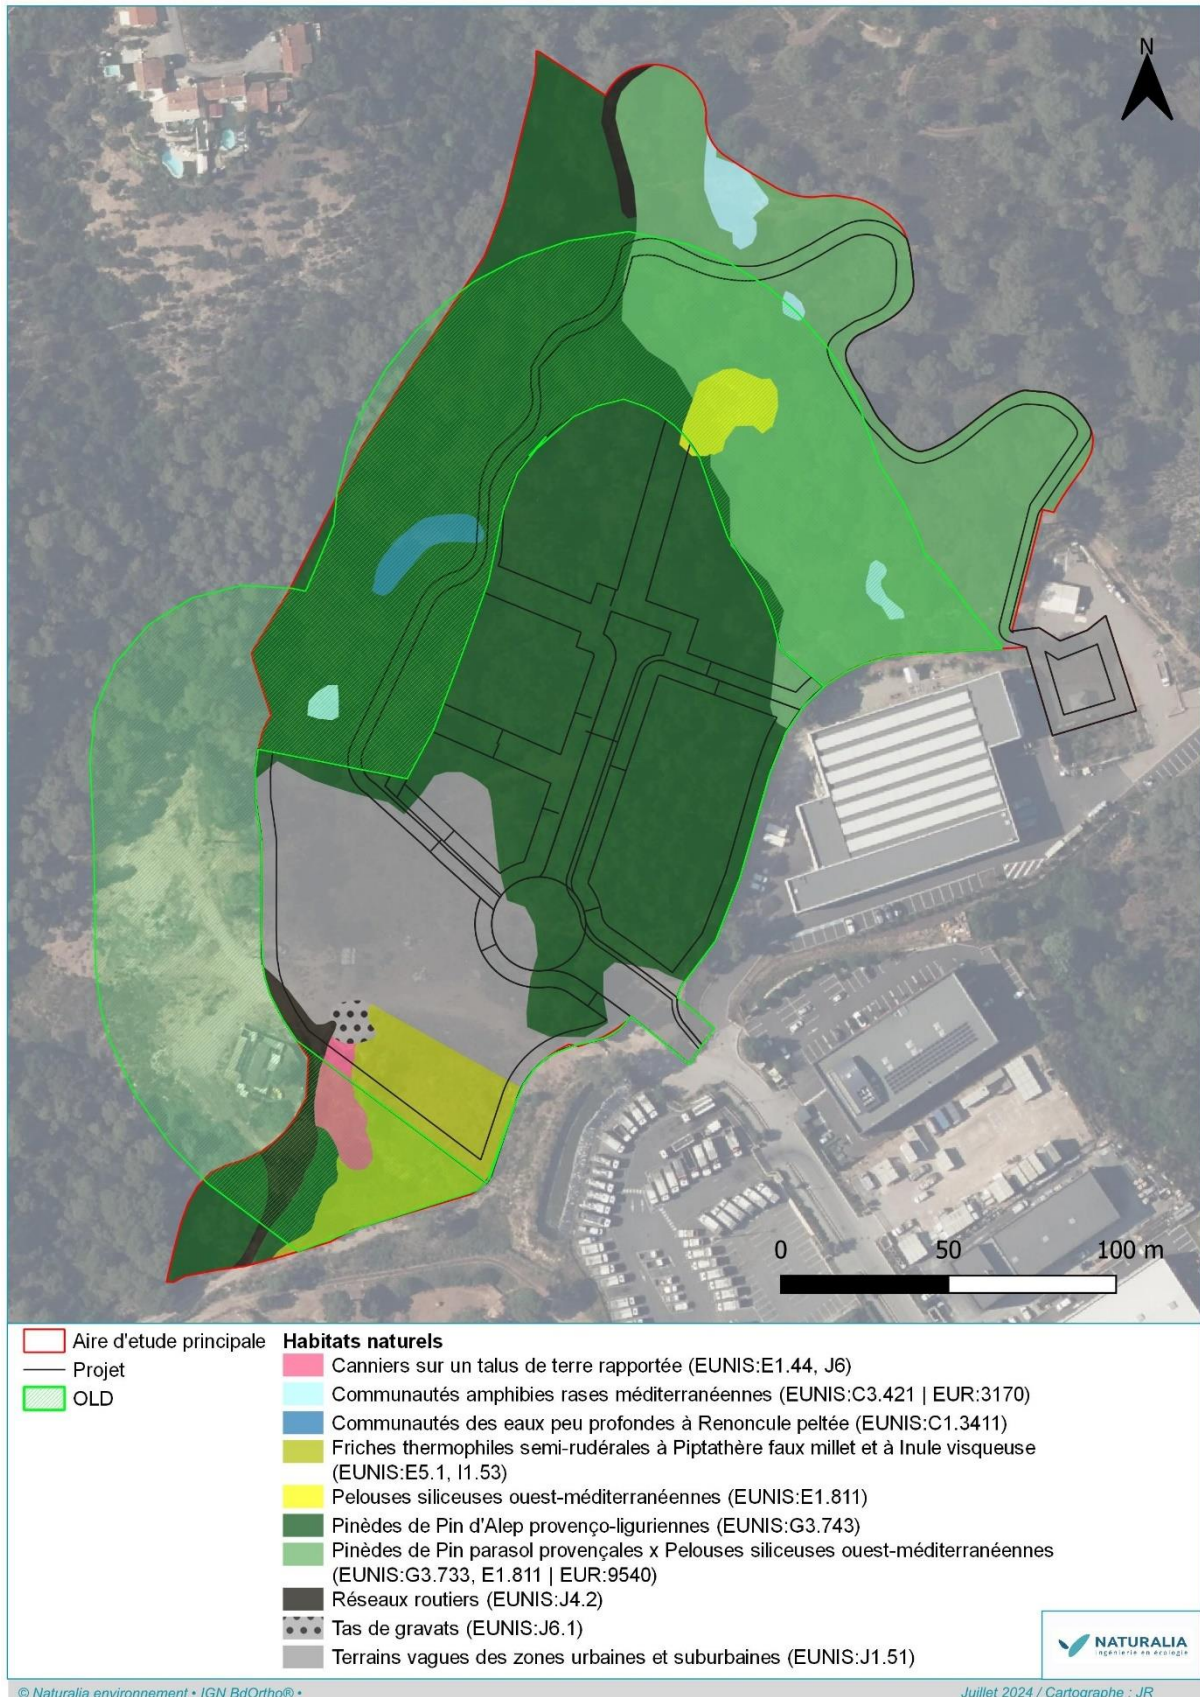 N
0 50 100 m
Aire d'etude principale
Projet
OLD
Habitats naturels
Canniers sur un talus de terre rapportée (EUNIS:E1.44, J6)
Communautés amphibies rases méditerranéennes (EUNIS:C3.421 | EUR:3170)
Communautés des eaux peu profondes à Renoncule peltée (EUNIS:C1.3411)
Friches thermophiles semi-rudérales à Piptathère faux millet et à Inule visqueuse
(EUNIS:E5.1, I1.53)
Pelouses siliceuses ouest-méditerranéennes (EUNIS:E1.811)
Pinèdes de Pin d'Alep provenço-liguriennes (EUNIS:G3.743)
Pinèdes de Pin parasol provençales x Pelouses siliceuses ouest-méditerranéennes
(EUNIS:G3.733, E1.811 | EUR:9540)
Réseaux routiers (EUNIS:J4.2)
Tas de gravats (EUNIS:J6.1)
Terrains vagues des zones urbaines et suburbaines (EUNIS:J1.51)
NATURALIA
Ingénierie en écologie
© Naturalia environnement • IGN BdOrtho® •
Juillet 2024 / Cartographe : JR